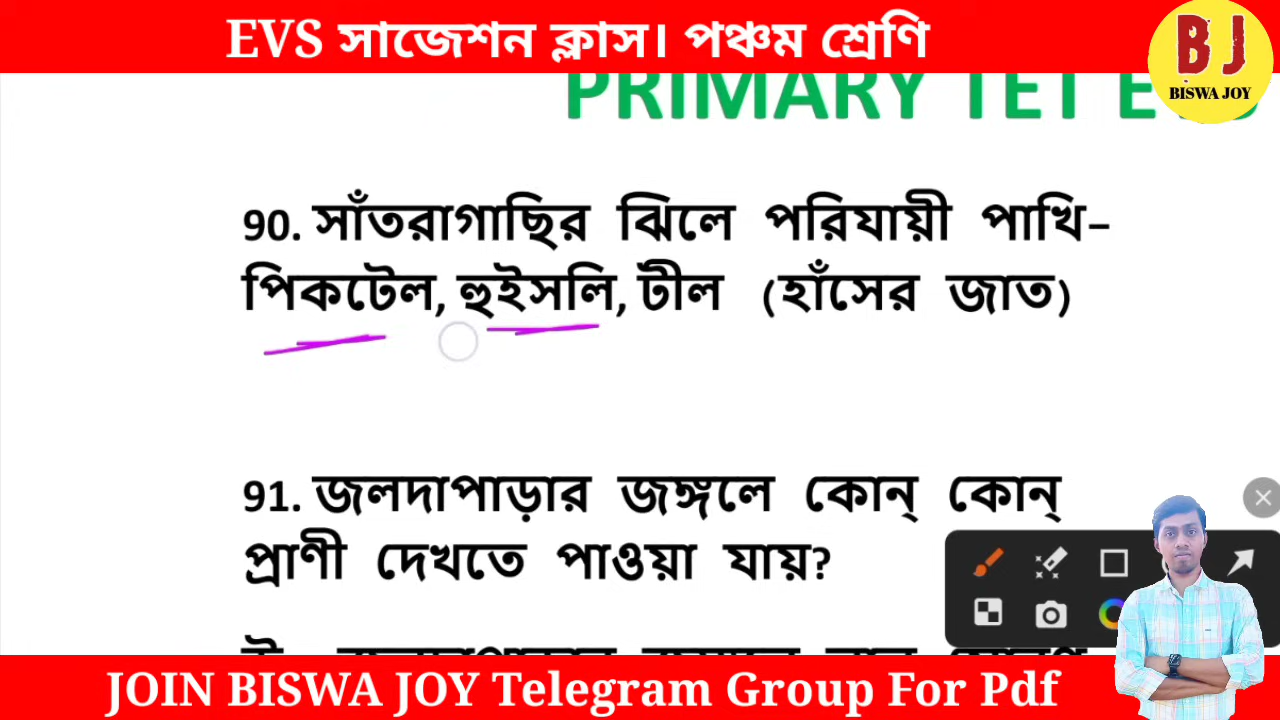 EVS সাজেশন ক্লাস। পঞ্চম শ্রেণি
BJ
BISWA JOY
PRIMARY TET E
90. সাঁতরাগাছির ঝিলে পরিযায়ী পাখি-
পিকটেল, হুইসলি, টীল (হাঁসের জাত)
91. জলদাপাড়ার জঙ্গলে কোন্ কোন্
প্রাণী দেখতে পাওয়া যায়?
JOIN BISWA JOY Telegram Group For Pdf